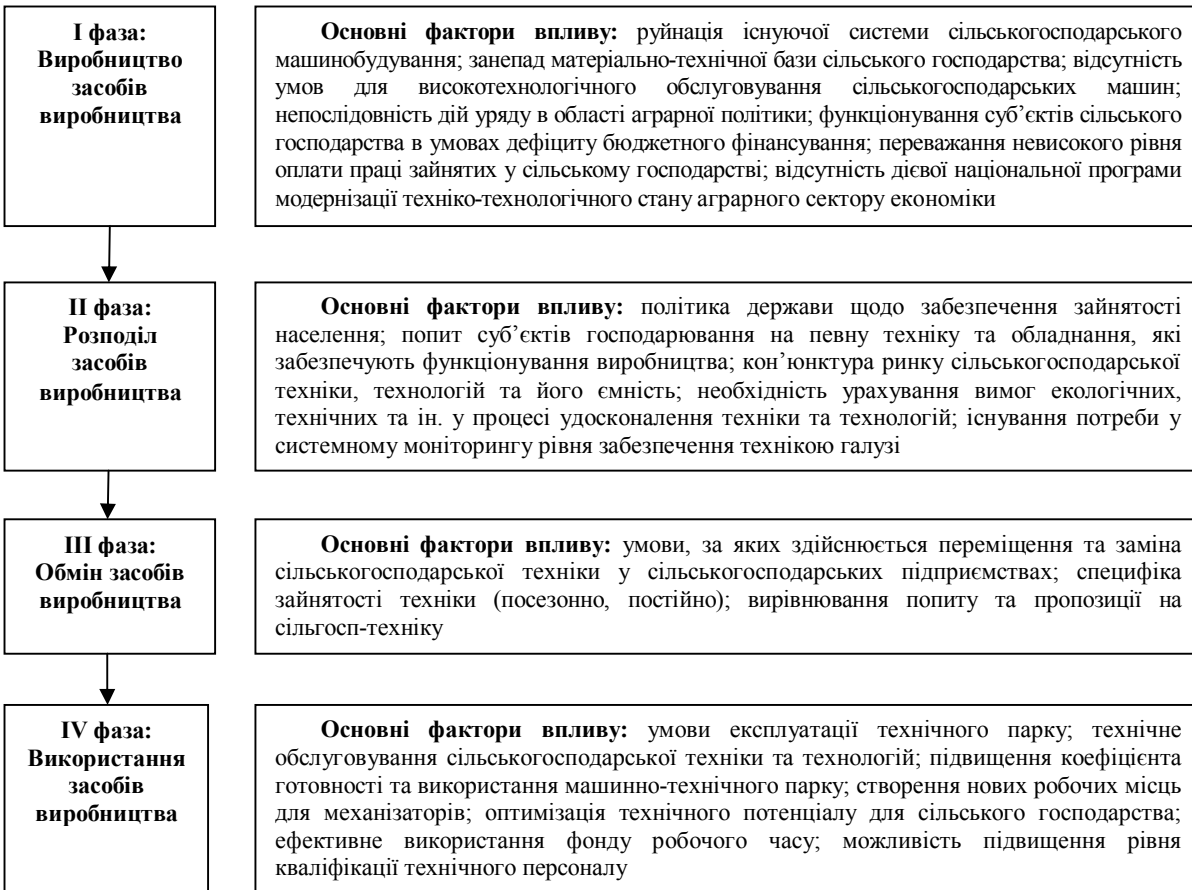 І фаза:
Виробництво
засобів
виробництва
Основні фактори впливу: руйнація існуючої системи сільськогосподарського
машинобудування; занепад матеріально-технічної бази сільського господарства; відсутність
умов для високотехнологічного обслуговування сільськогосподарських машин;
непослідовність дій уряду в області аграрної політики; функціонування суб’єктів сільського
господарства в умовах дефіциту бюджетного фінансування; переважання невисокого рівня
оплати праці зайнятих у сільському господарстві; відсутність дієвої національної програми
модернізації техніко-технологічного стану аграрного сектору економіки
ІІ фаза:
Розподіл
засобів
виробництва
Основні фактори впливу: політика держави щодо забезпечення зайнятості
населення; попит суб’єктів господарювання на певну техніку та обладнання, які
забезпечують функціонування виробництва; кон’юнктура ринку сільськогосподарської
техніки, технологій та його ємність; необхідність урахування вимог екологічних,
технічних та ін. у процесі удосконалення техніки та технологій; існування потреби у
системному моніторингу рівня забезпечення технікою галузі
ІІІ фаза:
Обмін засобів
виробництва
Основні фактори впливу: умови, за яких здійснюється переміщення та заміна
сільськогосподарської техніки у сільськогосподарських підприємствах; специфіка
зайнятості техніки (посезонно, постійно); вирівнювання попиту та пропозиції на
сільгосп-техніку
IV фаза:
Використання
засобів
виробництва
Основні фактори впливу: умови експлуатації технічного парку; технічне
обслуговування сільськогосподарської техніки та технологій; підвищення коефіцієнта
готовності та використання машинно-технічного парку; створення нових робочих місць
для механізаторів; оптимізація технічного потенціалу для сільського господарства;
ефективне використання фонду робочого часу; можливість підвищення рівня
кваліфікації технічного персоналу